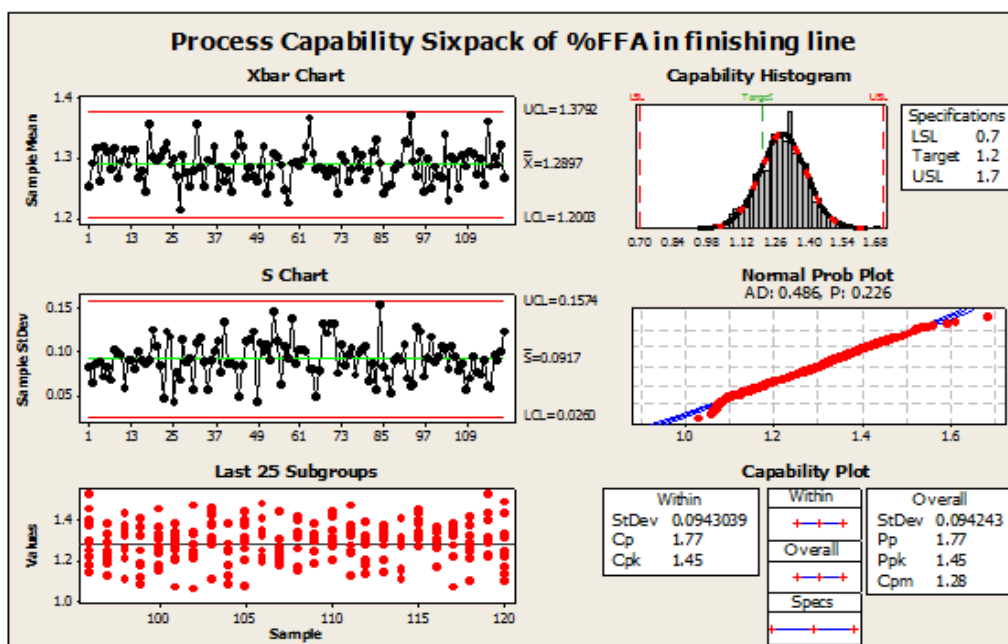 Process Capability Sixpack of %FFA in finishing line
Xbar Chart
Sample Mean
1.4
1.3
1.2
1 13 25 37 49 61 73 85 97 109
UCL=1.3792
X=1.2897
LCL=1.2003
Capability Histogram
LSL Target USL
0.70 0.84 0.98 1.12 1.26 1.40 1.54 1.68
Specifications
LSL 0.7
Target 1.2
USL 1.7
S Chart
Sample StDev
0.15
0.10
0.05
1 13 25 37 49 61 73 85 97 109
UCL=0.1574
S=0.0917
LCL=0.0260
Normal Prob Plot
AD: 0.486, P: 0.226
1.0 1.2 1.4 1.6
Last 25 Subgroups
Values
1.4
1.2
1.0
100 105 110 115 120
Sample
Capability Plot
Within
StDev 0.0943039
Cp 1.77
Cpk 1.45
Within
Overall
Specs
Overall
StDev 0.094243
Pp 1.77
Ppk 1.45
Cpm 1.28